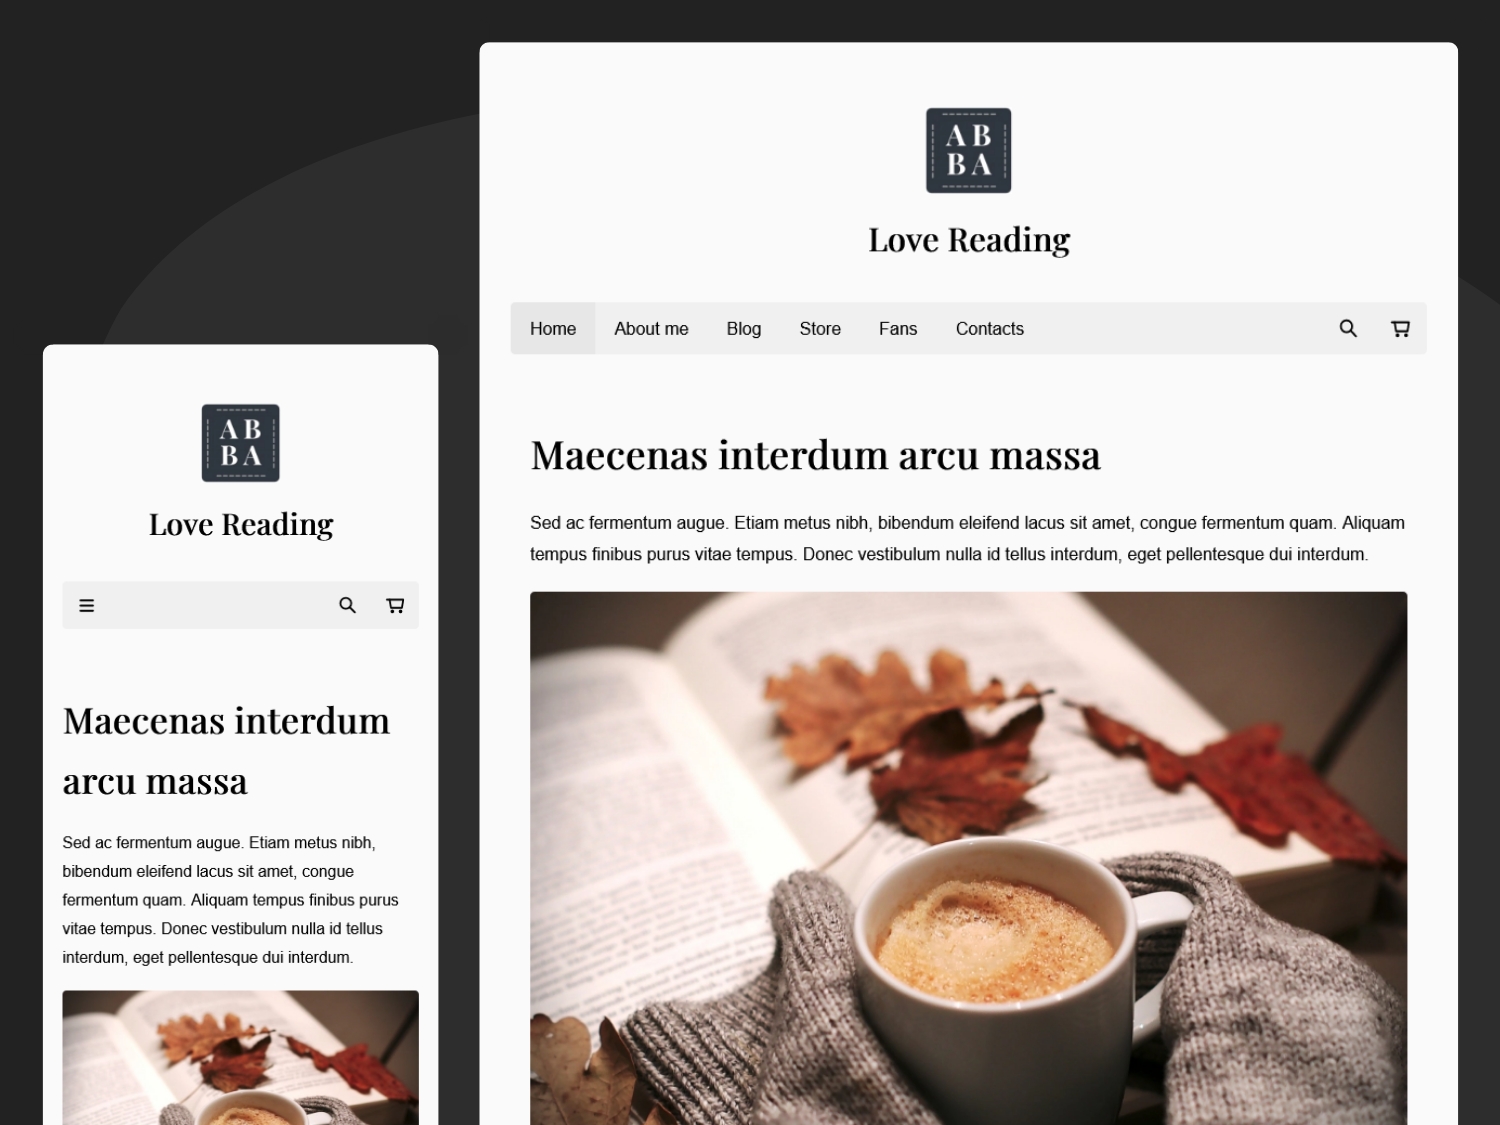 AB
BA
Love Reading
Home About me Blog Store Fans Contacts
Maecenas interdum arcu massa
Sed ac fermentum augue. Etiam metus nibh, bibendum eleifend lacus sit amet, congue fermentum quam. Aliquam
tempus finibus purus vitae tempus. Donec vestibulum nulla id tellus interdum, eget pellentesque dui interdum.
AB
BA
Love Reading
Maecenas interdum
arcu massa
Sed ac fermentum augue. Etiam metus nibh,
bibendum eleifend lacus sit amet, congue
fermentum quam. Aliquam tempus finibus purus
vitae tempus. Donec vestibulum nulla id tellus
interdum, eget pellentesque dui interdum.